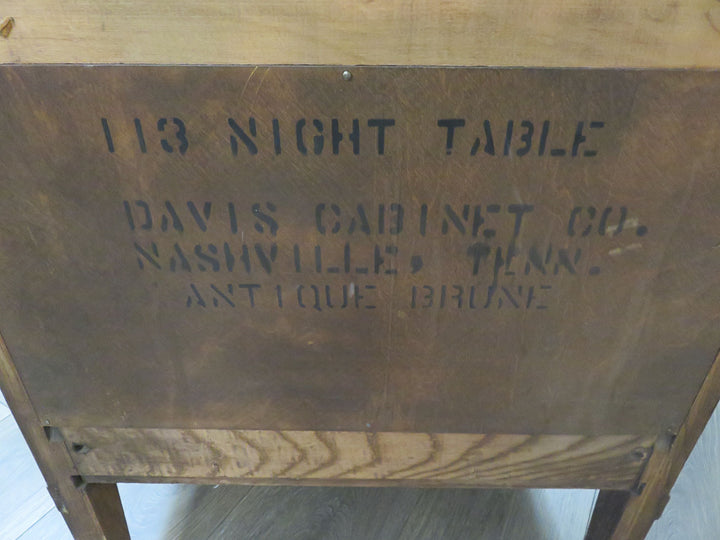 113 NIGHT TABLE
DAVIS CABINET CO.
NASHVILLE, TENN.
ANTIQUE BRUNE